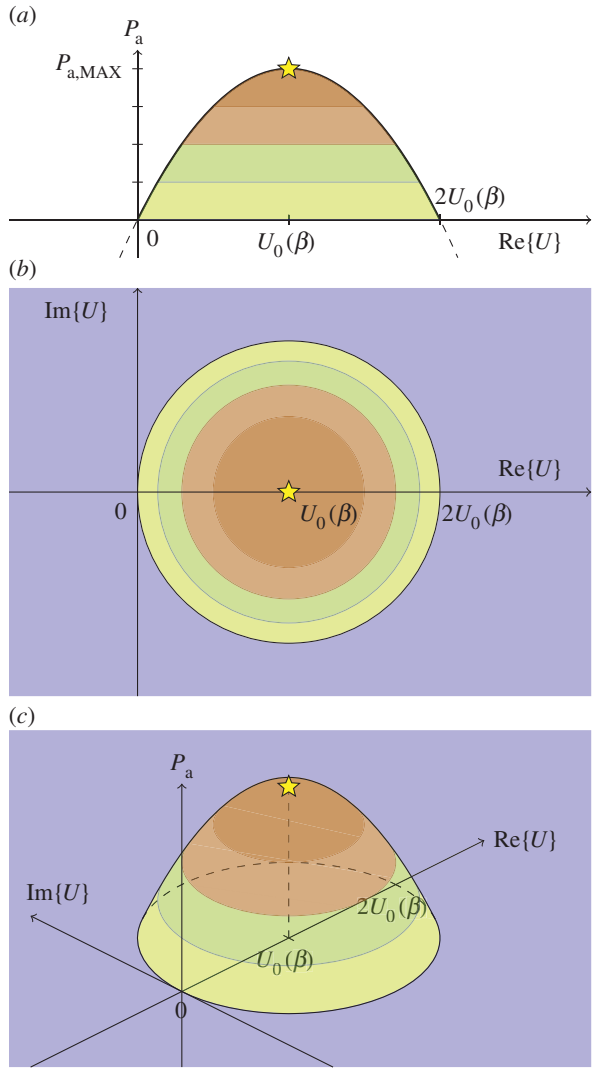 (a)
P_a
P_a,MAX
2U_0(β)
0
U_0(β)
Re{U}
(b)
Im{U}
Re{U}
0
U_0(β)
2U_0(β)
(c)
P_a
Re{U}
Im{U}
2U_0(β)
U_0(β)
0